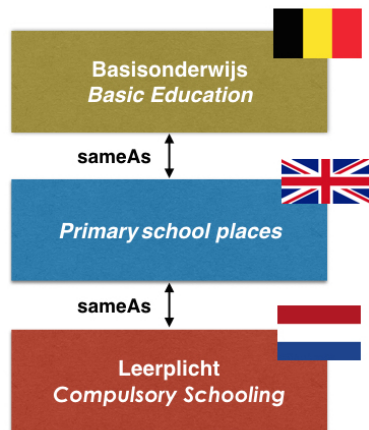 Basisonderwijs
Basic Education
sameAs
Primary school places
sameAs
Leerplicht
Compulsory Schooling